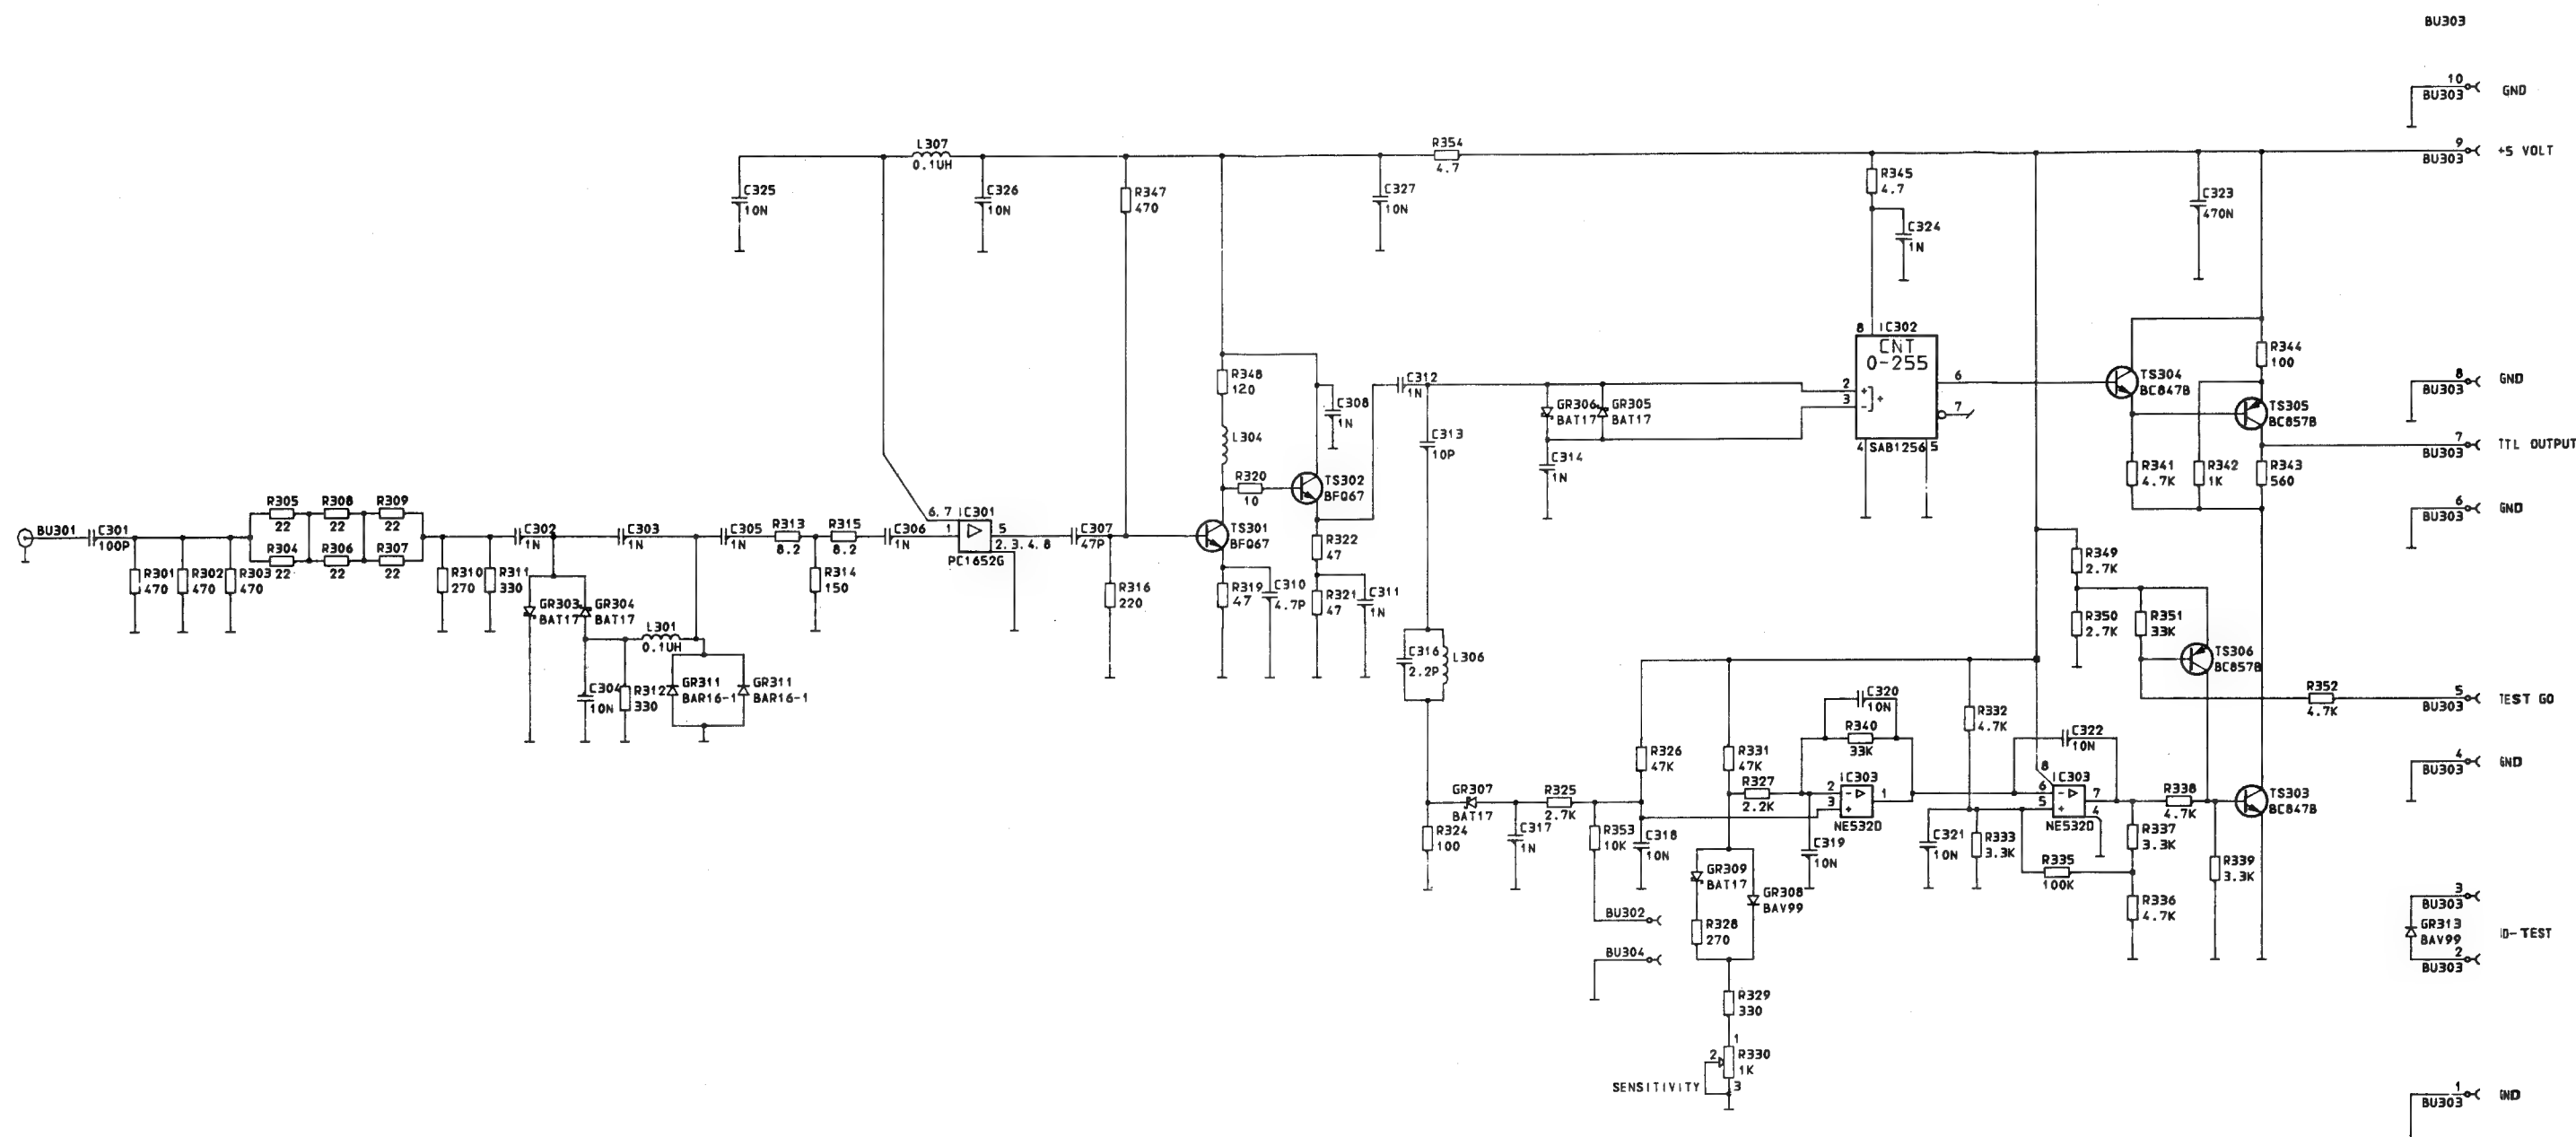 BU303
10
BU303
GND
9
BU303
+5 VOLT
L307
0.1UH
R354
4.7
C325
10N
C326
10N
R347
470
C327
10N
R345
4.7
C324
1N
C323
470N
8 IC302
CNT
0-255
2
+
3
-
+
6
7
4 SAB1256 5
R348
120
C308
1N
L304
R320
10
TS302
BFQ67
C312
1N
C313
10P
GR306
BAT17
GR305
BAT17
C314
1N
TS304
BC847B
R344
100
TS305
BC857B
R341
4.7K
R342
1K
R343
560
8
BU303
GND
7
BU303
TTL OUTPUT
6
BU303
GND
BU301
C301
100P
R301
470
R302
470
R303
470
R305
22
R308
22
R309
22
R304
22
R306
22
R307
22
R310
270
R311
330
C302
1N
C303
1N
C305
1N
R313
8.2
R315
8.2
R314
150
C306
1N
6.7 IC301
1
5
2.3.4.8
PC1652G
C307
47P
R316
220
TS301
BFQ67
R319
47
C310
4.7P
R322
47
R321
47
C311
1N
GR303
BAT17
GR304
BAT17
L301
0.1UH
C304
10N
R312
330
GR311
BAR16-1
GR311
BAR16-1
C316
2.2P
L306
R349
2.7K
R350
2.7K
R351
33K
TS306
BC857B
R352
4.7K
5
BU303
TEST GO
4
BU303
GND
R326
47K
R331
47K
C320
10N
R340
33K
R332
4.7K
C322
10N
GR307
BAT17
R325
2.7K
R324
100
C317
1N
R353
10K
C318
10N
R327
2.2K
IC303
2
-
3
+
1
NE532D
C319
10N
8
IC303
6
-
5
+
7
4
NE532D
C321
10N
R333
3.3K
R335
100K
R338
4.7K
R337
3.3K
R336
4.7K
R339
3.3K
TS303
BC847B
GR309
BAT17
GR308
BAV99
R328
270
BU302
BU304
R329
330
1
2
R330
1K
3
SENSITIVITY
3
BU303
GR313
BAV99
2
BU303
ID-TEST
1
BU303
GND